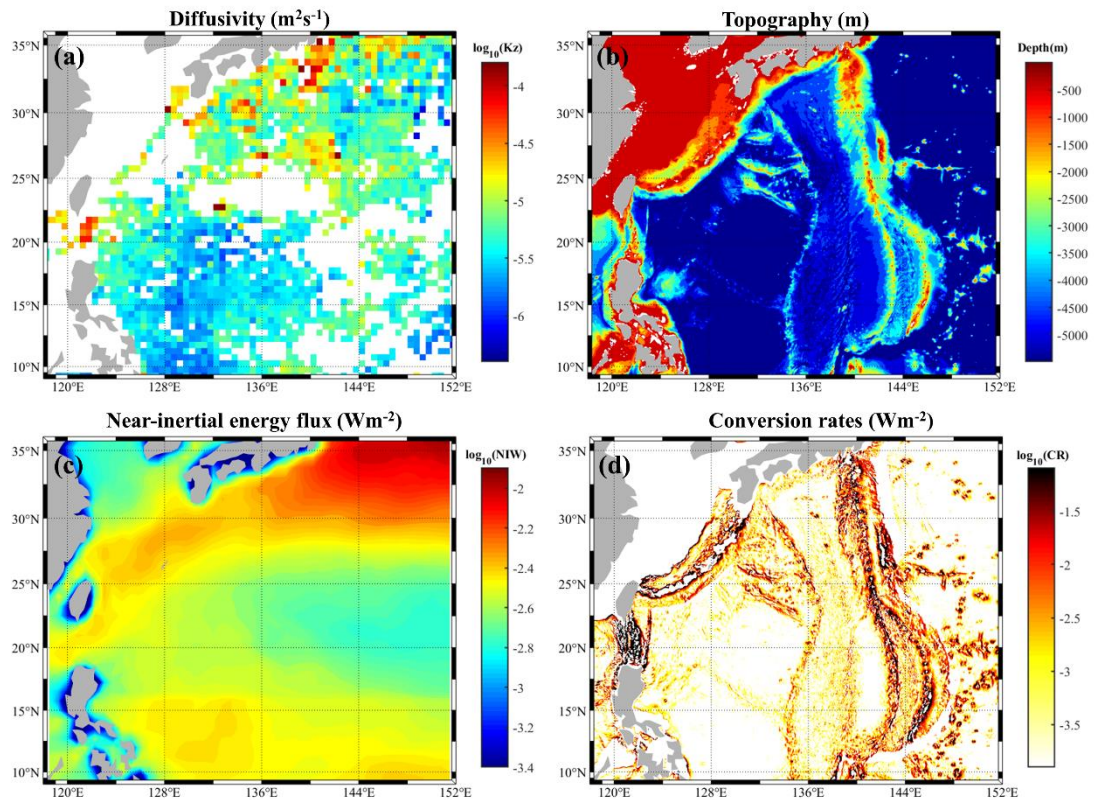 Diffusivity (m²s⁻¹)
(a)
log₁₀(Kz)
35°N
30°N
25°N
20°N
15°N
10°N
120°E 128°E 136°E 144°E 152°E
-4
-4.5
-5
-5.5
-6
Topography (m)
(b)
Depth(m)
35°N
30°N
25°N
20°N
15°N
10°N
120°E 128°E 136°E 144°E 152°E
-500
-1000
-1500
-2000
-2500
-3000
-3500
-4000
-4500
-5000
Near-inertial energy flux (Wm⁻²)
(c)
log₁₀(NIW)
35°N
30°N
25°N
20°N
15°N
10°N
120°E 128°E 136°E 144°E 152°E
-2
-2.2
-2.4
-2.6
-2.8
-3
-3.2
-3.4
Conversion rates (Wm⁻²)
(d)
log₁₀(CR)
35°N
30°N
25°N
20°N
15°N
10°N
120°E 128°E 136°E 144°E 152°E
-1.5
-2
-2.5
-3
-3.5